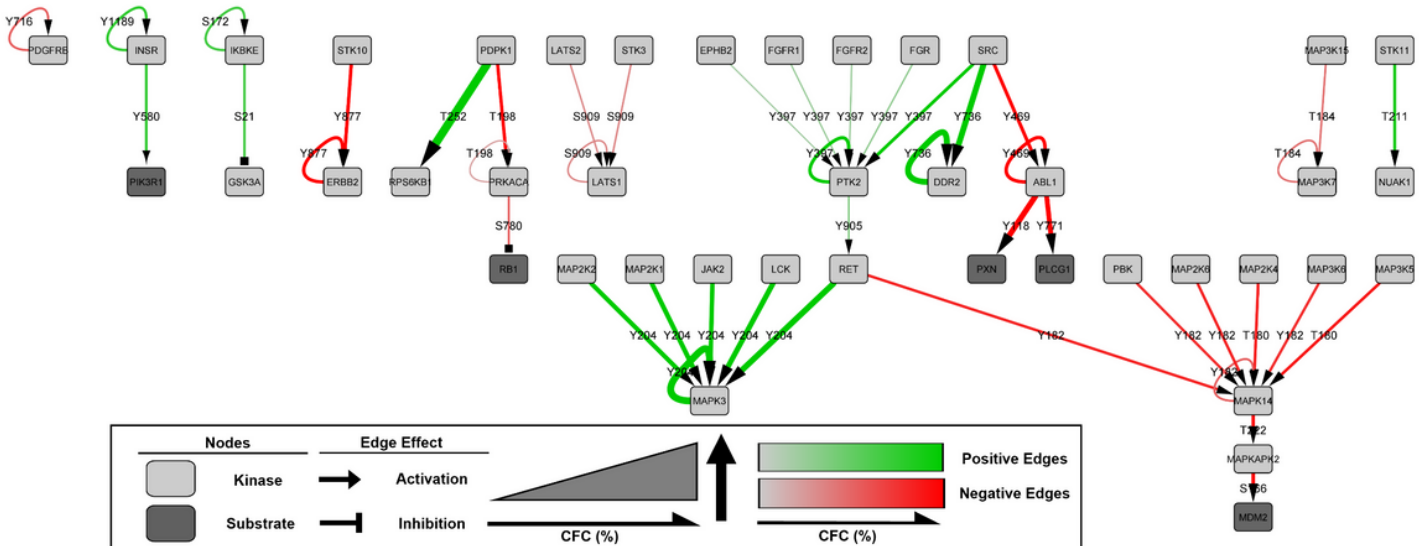 Y716 Y1189 S172
PDGFRB INSR IKBKE STK10 PDPK1 LATS2 STK3 EPHB2 FGFR1 FGFR2 FGR SRC MAP3K15 STK11
Y580 S21 Y877 T252 T198 S909 S909 Y397 Y397 Y397 Y397 Y397 Y736 Y469 T184 T211
Y877 T198 S909 Y397 Y736 Y469 T184
PIK3R1 GSK3A ERBB2 RPS6KB1 PRKACA LATS1 PTK2 DDR2 ABL1 MAP3K7 NUAK1
S780 Y905 Y118 Y771
RB1 MAP2K2 MAP2K1 JAK2 LCK RET PXN PLCG1 PBK MAP2K6 MAP2K4 MAP3K6 MAP3K5
Y204 Y204 Y204 Y204 Y204 Y182 Y182 Y182 T180 Y182 T180
Y204 Y182
MAPK3 MAPK14
T222
MAPKAPK2
S166
MDM2
Nodes Edge Effect
Kinase Activation
Substrate Inhibition
CFC (%)
Positive Edges
Negative Edges
CFC (%)